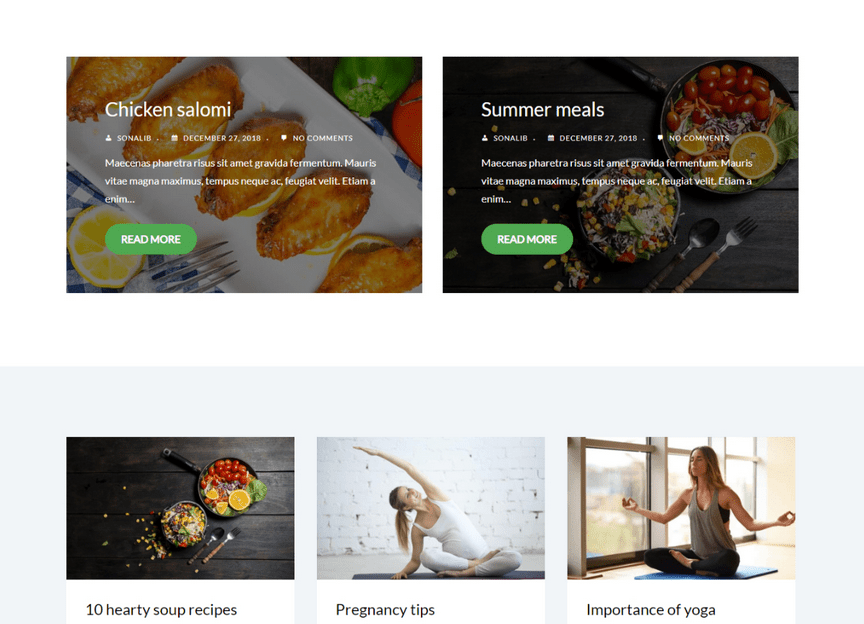 Chicken salomi
SONALIB . DECEMBER 27, 2018 . NO COMMENTS
Maecenas pharetra risus sit amet gravida fermentum. Mauris
vitae magna maximus, tempus neque ac, feugiat velit. Etiam a
enim...
READ MORE
Summer meals
SONALIB . DECEMBER 27, 2018 . NO COMMENTS
Maecenas pharetra risus sit amet gravida fermentum. Mauris
vitae magna maximus, tempus neque ac, feugiat velit. Etiam a
enim...
READ MORE
10 hearty soup recipes
Pregnancy tips
Importance of yoga